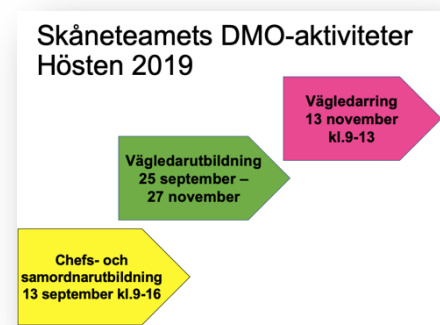 Skåneteamets DMO-aktiviteter
Hösten 2019
Vägledarring
13 november
kl.9-13
Vägledarutbildning
25 september –
27 november
Chefs- och
samordnarutbildning
13 september kl.9-16